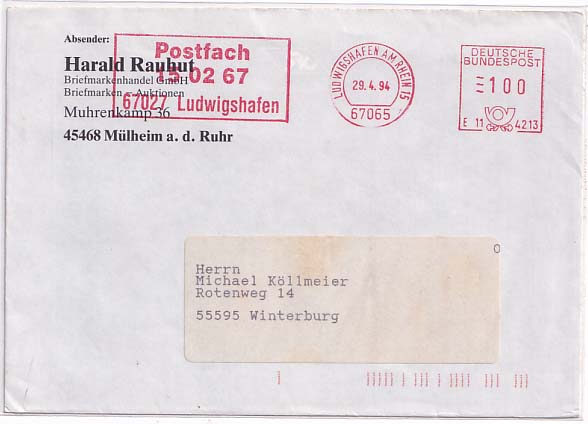 Absender:
Harald Rauhut
Briefmarkenhandel GmbH
Briefmarken – Auktionen
Muhrenkamp 36
45468 Mülheim a. d. Ruhr
Postfach
15 02 67
67027 Ludwigshafen
LUDWIGSHAFEN AM RHEIN 15
29.4.94
67065
DEUTSCHE
BUNDESPOST
100
E 11 4213
O
Herrn
Michael Köllmeier
Rotenweg 14
55595 Winterburg